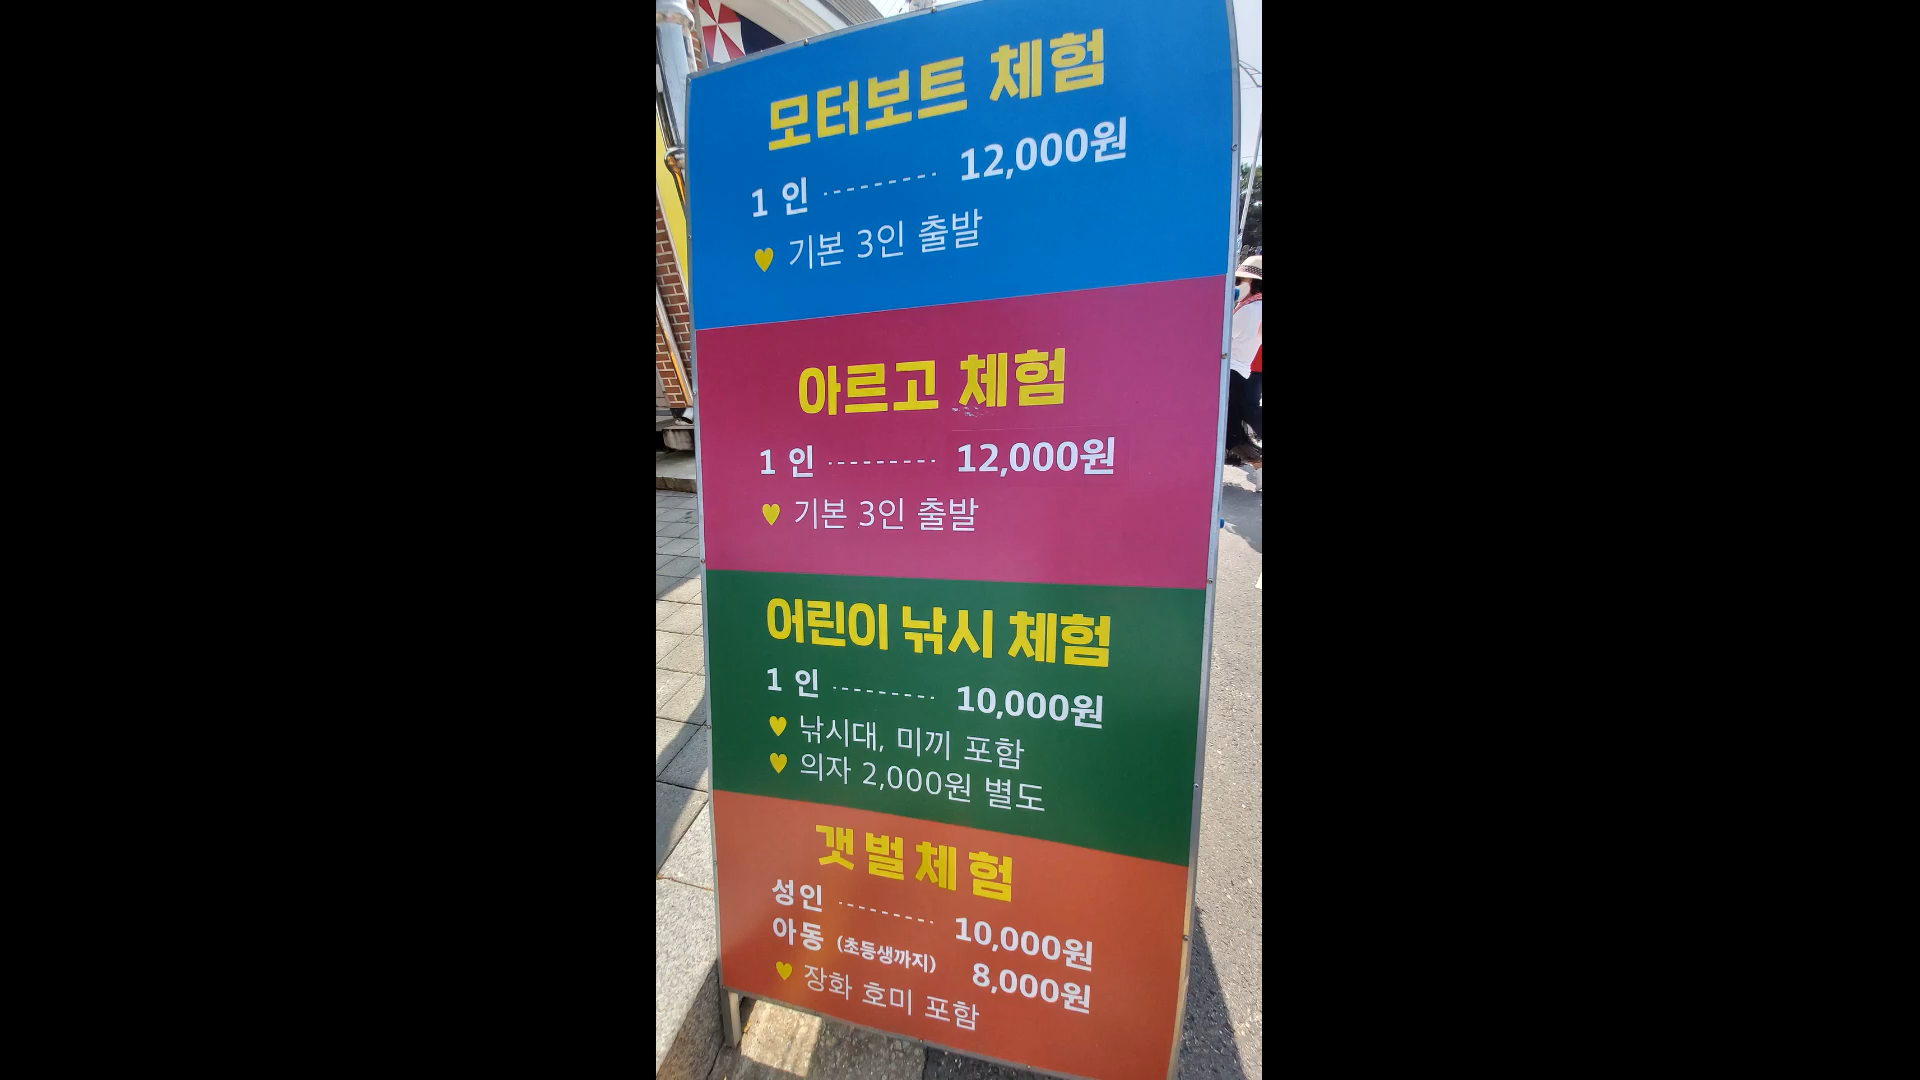 모터보트 체험
1 인 --------- 12,000원
♥ 기본 3인 출발
아르고 체험
1 인 --------- 12,000원
♥ 기본 3인 출발
어린이 낚시 체험
1 인 --------- 10,000원
♥ 낚시대, 미끼 포함
♥ 의자 2,000원 별도
갯벌체험
성인 --------- 10,000원
아동 (초등생까지) 8,000원
♥ 장화 호미 포함